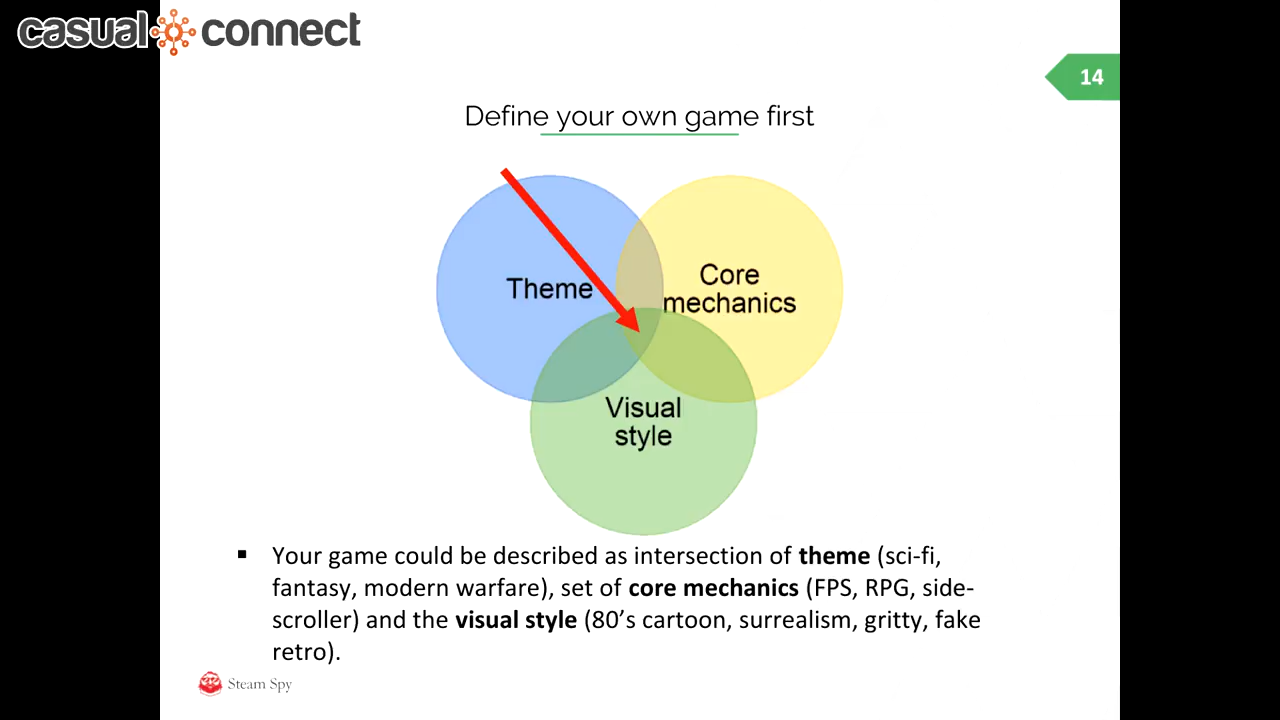 casual connect
14
Define your own game first
Theme
Core
mechanics
Visual
style
▪ Your game could be described as intersection of theme (sci-fi,
fantasy, modern warfare), set of core mechanics (FPS, RPG, side-
scroller) and the visual style (80’s cartoon, surrealism, gritty, fake
retro).
Steam Spy